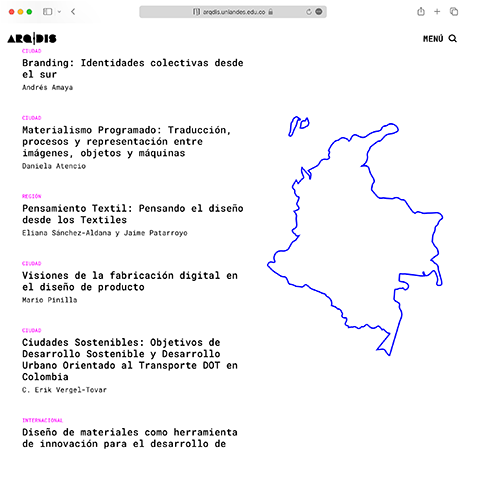 arqdis.uniandes.edu.co
ARQ|DIS
MENÚ
CIUDAD
Branding: Identidades colectivas desde
el sur
Andrés Amaya
CIUDAD
Materialismo Programado: Traducción,
procesos y representación entre
imágenes, objetos y máquinas
Daniela Atencio
REGIÓN
Pensamiento Textil: Pensando el diseño
desde los Textiles
Eliana Sánchez-Aldana y Jaime Patarroyo
CIUDAD
Visiones de la fabricación digital en
el diseño de producto
Mario Pinilla
CIUDAD
Ciudades Sostenibles: Objetivos de
Desarrollo Sostenible y Desarrollo
Urbano Orientado al Transporte DOT en
Colombia
C. Erik Vergel-Tovar
INTERNACIONAL
Diseño de materiales como herramienta
de innovación para el desarrollo de